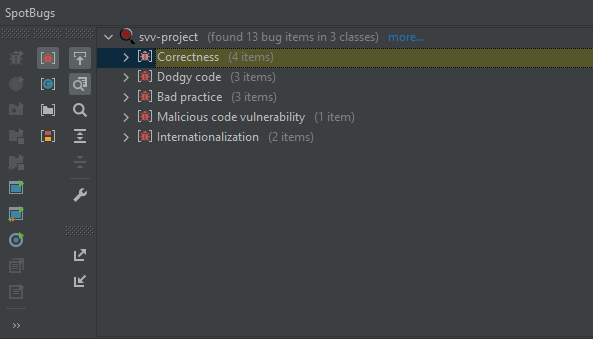 SpotBugs
svv-project (found 13 bug items in 3 classes) more...
Correctness (4 items)
Dodgy code (3 items)
Bad practice (3 items)
Malicious code vulnerability (1 item)
Internationalization (2 items)